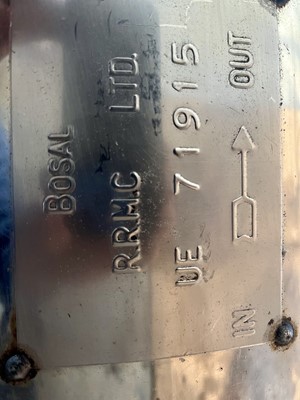 BOSAL
R.R.M.C LTD.
UE 71915
IN OUT